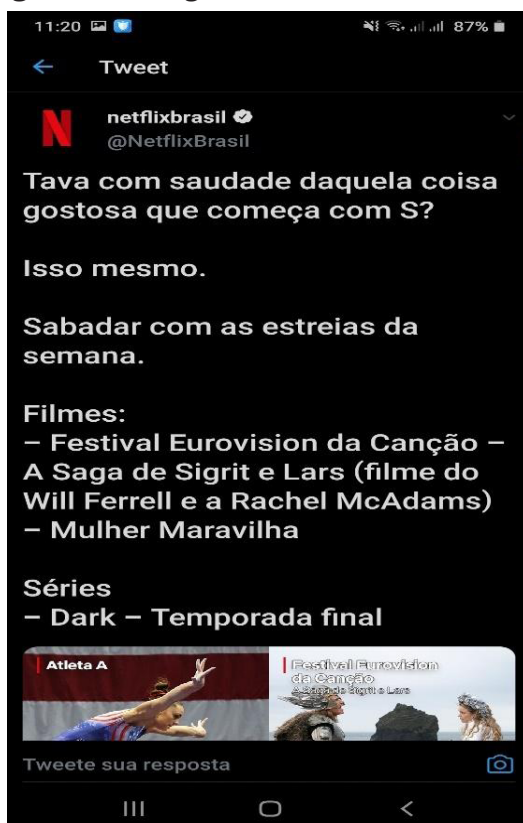 11:20
87%
Tweet
N
netflixbrasil
@NetflixBrasil
Tava com saudade daquela coisa
gostosa que começa com S?
Isso mesmo.
Sabadar com as estreias da
semana.
Filmes:
– Festival Eurovision da Canção –
A Saga de Sigrit e Lars (filme do
Will Ferrell e a Rachel McAdams)
– Mulher Maravilha
Séries
– Dark – Temporada final
Atleta A
Festival Eurovision
da Canção
A Saga de Sigrit e Lars
Tweete sua resposta